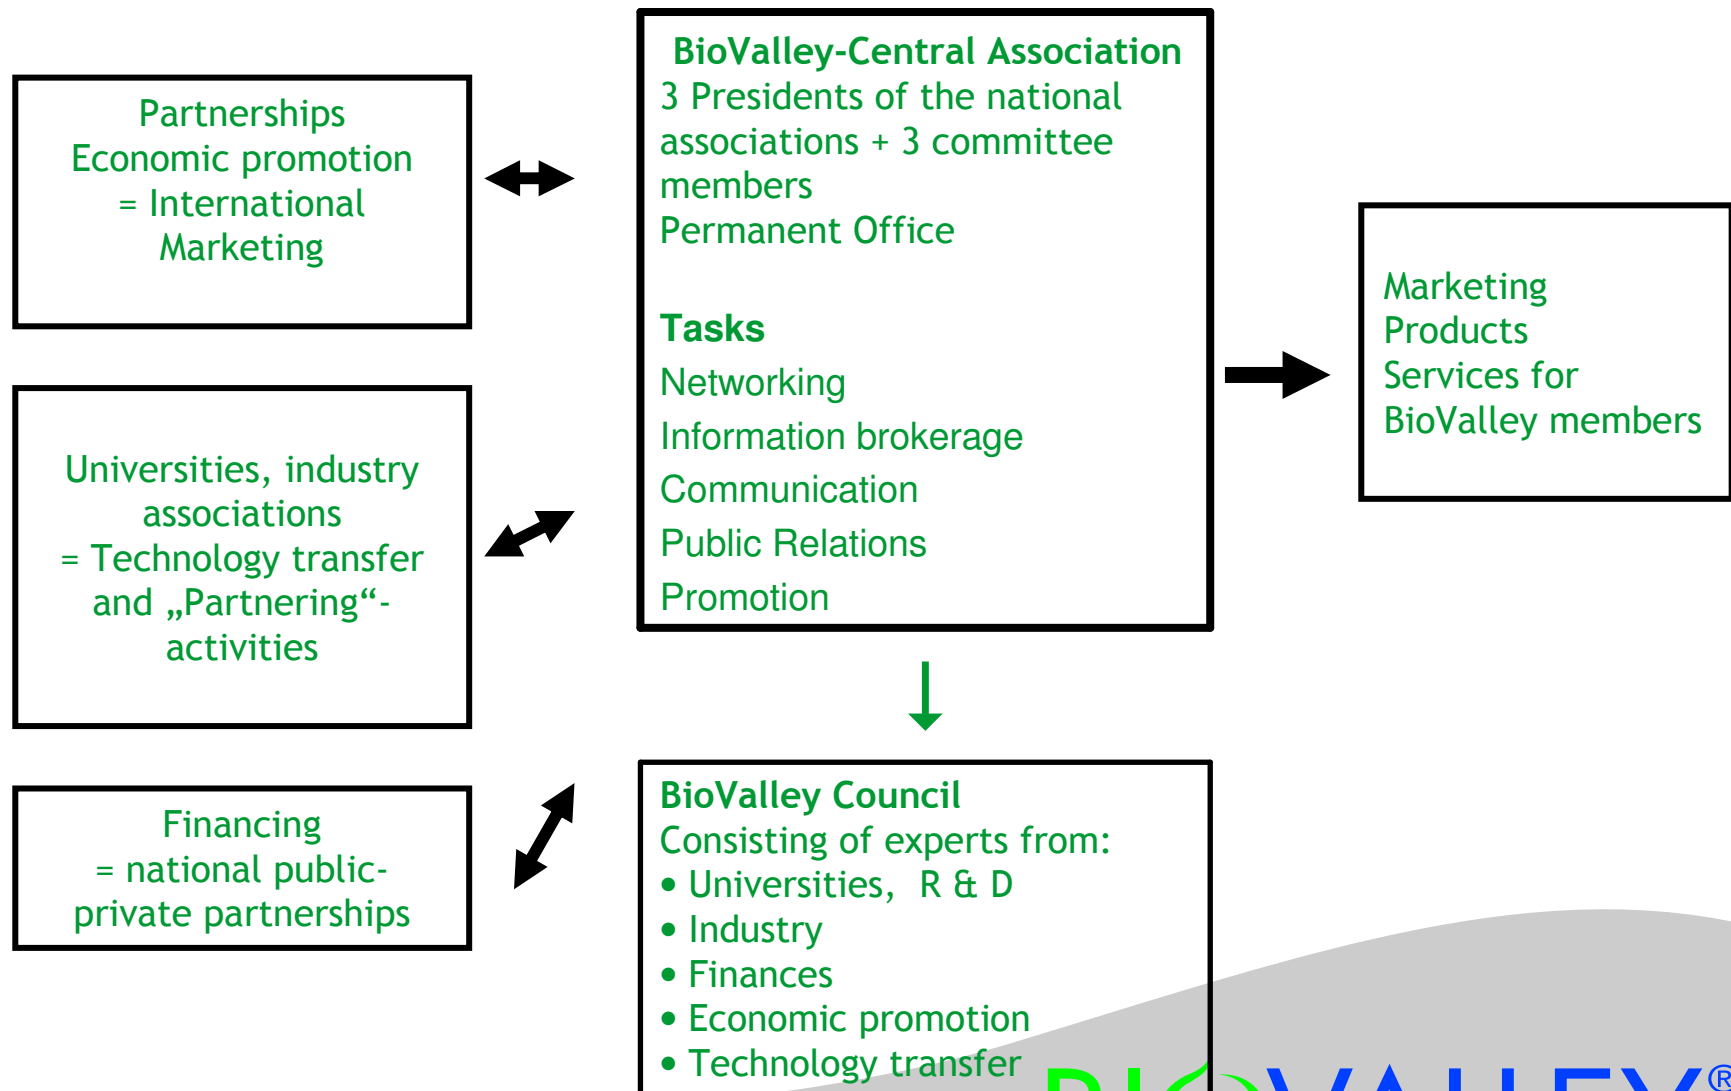 Partnerships
Economic promotion
= International
Marketing
Universities, industry
associations
= Technology transfer
and „Partnering“-
activities
Financing
= national public-
private partnerships
BioValley-Central Association
3 Presidents of the national
associations + 3 committee
members
Permanent Office
Tasks
Networking
Information brokerage
Communication
Public Relations
Promotion
BioValley Council
Consisting of experts from:
• Universities, R & D
• Industry
• Finances
• Economic promotion
• Technology transfer
Marketing
Products
Services for
BioValley members
BIOVALLEY®